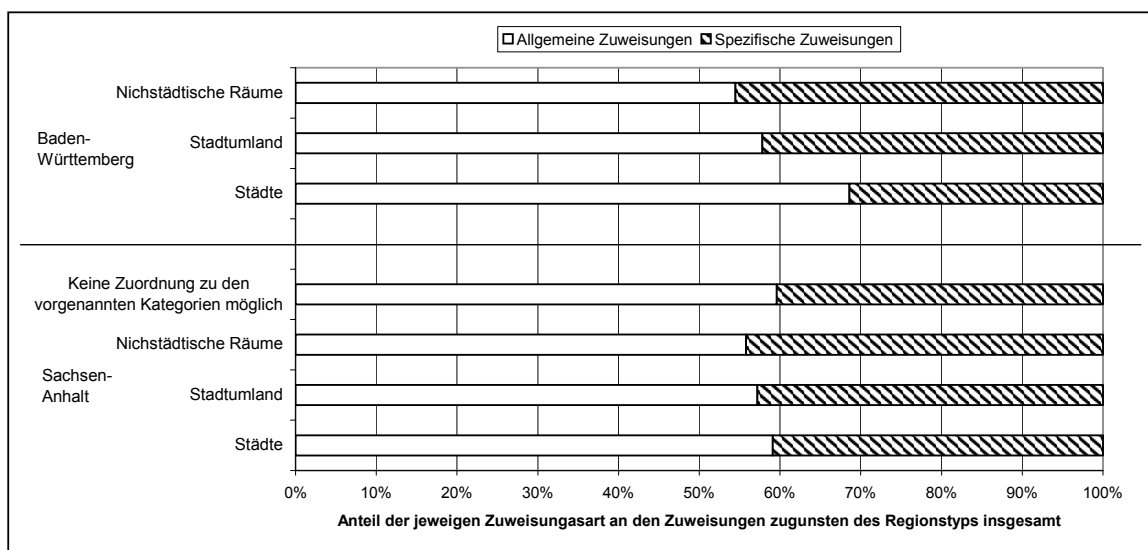 Allgemeine Zuweisungen Spezifische Zuweisungen
Nichstädtische Räume
Baden-
Württemberg
Stadtumland
Städte
Keine Zuordnung zu den
vorgenannten Kategorien möglich
Nichstädtische Räume
Sachsen-
Anhalt
Stadtumland
Städte
0% 10% 20% 30% 40% 50% 60% 70% 80% 90% 100%
Anteil der jeweigen Zuweisungasart an den Zuweisungen zugunsten des Regionstyps insgesamt